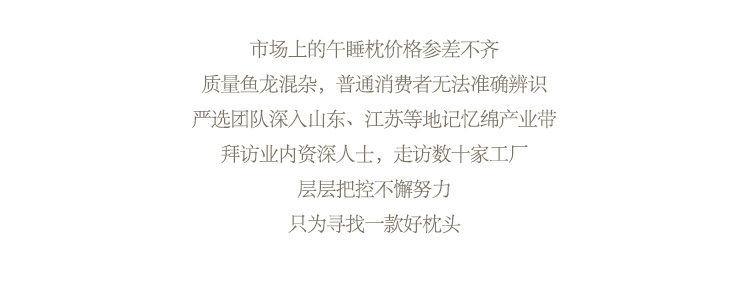 市场上的午睡枕价格参差不齐
质量鱼龙混杂，普通消费者无法准确辨识
严选团队深入山东、江苏等地记忆绵产业带
拜访业内资深人士，走访数十家工厂
层层把控不懈努力
只为寻找一款好枕头